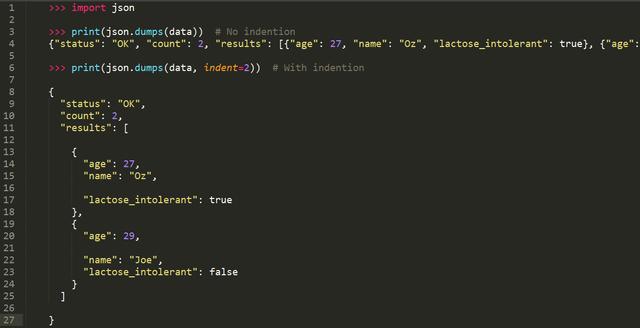 1 >>> import json
2
3 >>> print(json.dumps(data))  # No indention
4 {"status": "OK", "count": 2, "results": [{"age": 27, "name": "Oz", "lactose_intolerant": true}, {"age":
5
6 >>> print(json.dumps(data, indent=2))  # With indention
7
8 {
9   "status": "OK",
10   "count": 2,
11   "results": [
12
13     {
14       "age": 27,
15       "name": "Oz",
16
17       "lactose_intolerant": true
18     },
19     {
20       "age": 29,
21
22       "name": "Joe",
23       "lactose_intolerant": false
24     }
25   ]
26
27 }